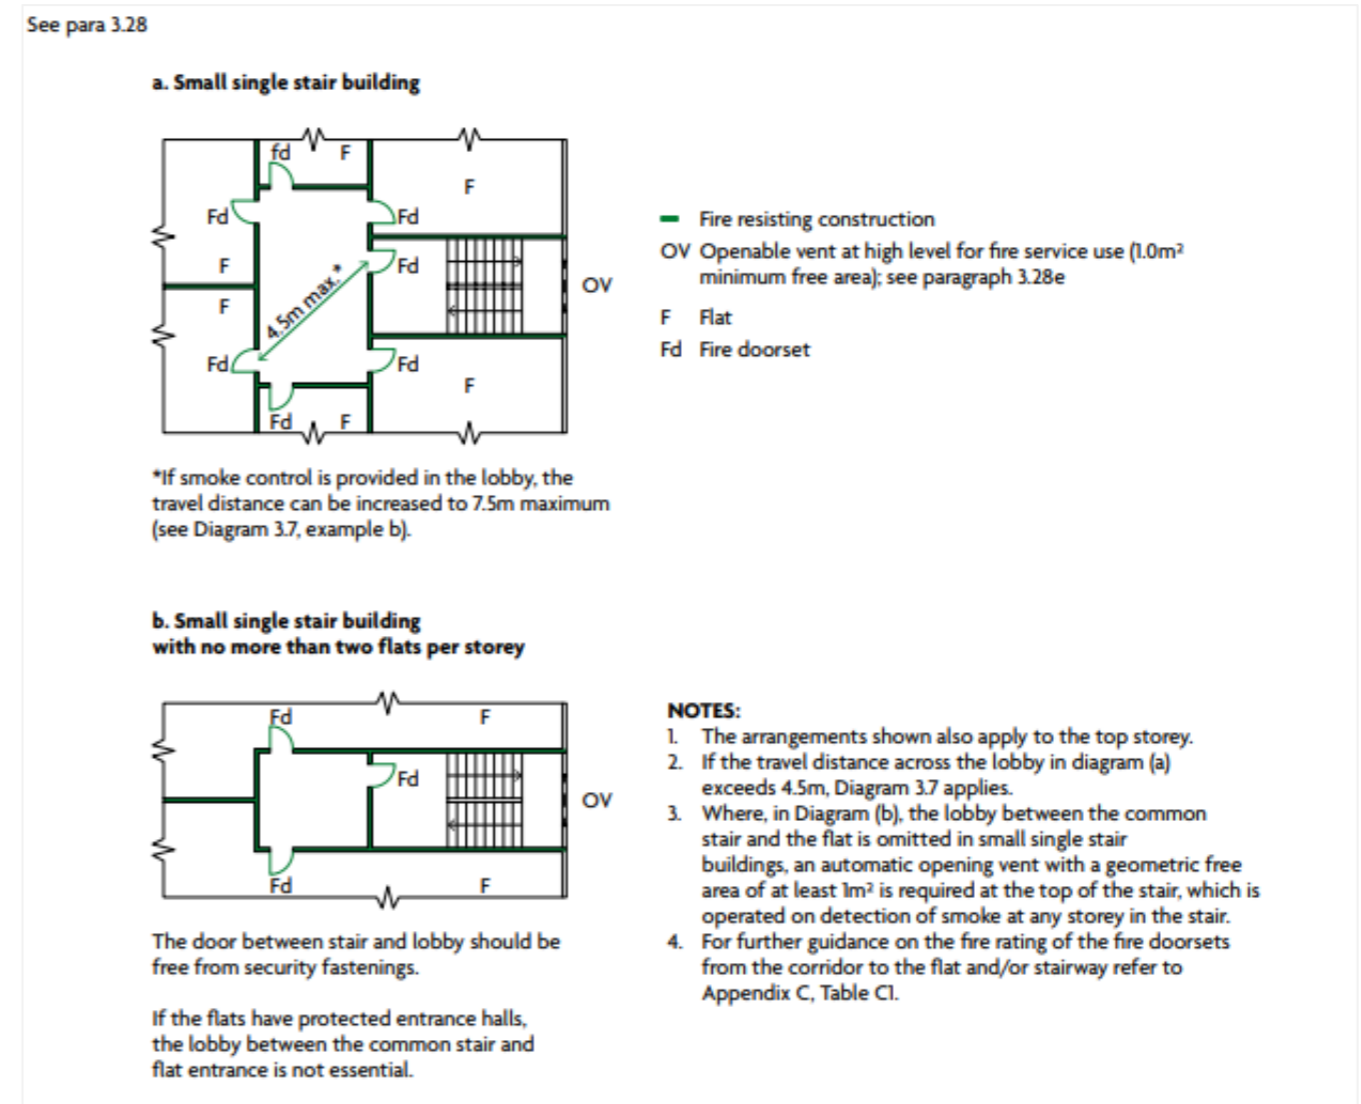 See para 3.28
a. Small single stair building
fd
F
F
Fd
Fd
F
Fd
OV
F
4.5m max.*
Fd
Fd
F
Fd
F
Fire resisting construction
OV Openable vent at high level for fire service use (1.0m²
minimum free area); see paragraph 3.28e
F Flat
Fd Fire doorset
*If smoke control is provided in the lobby, the
travel distance can be increased to 7.5m maximum
(see Diagram 3.7, example b).
b. Small single stair building
with no more than two flats per storey
Fd
F
Fd
OV
Fd
F
The door between stair and lobby should be
free from security fastenings.
If the flats have protected entrance halls,
the lobby between the common stair and
flat entrance is not essential.
NOTES:
1. The arrangements shown also apply to the top storey.
2. If the travel distance across the lobby in diagram (a)
exceeds 4.5m, Diagram 3.7 applies.
3. Where, in Diagram (b), the lobby between the common
stair and the flat is omitted in small single stair
buildings, an automatic opening vent with a geometric free
area of at least 1m² is required at the top of the stair, which is
operated on detection of smoke at any storey in the stair.
4. For further guidance on the fire rating of the fire doorsets
from the corridor to the flat and/or stairway refer to
Appendix C, Table C1.